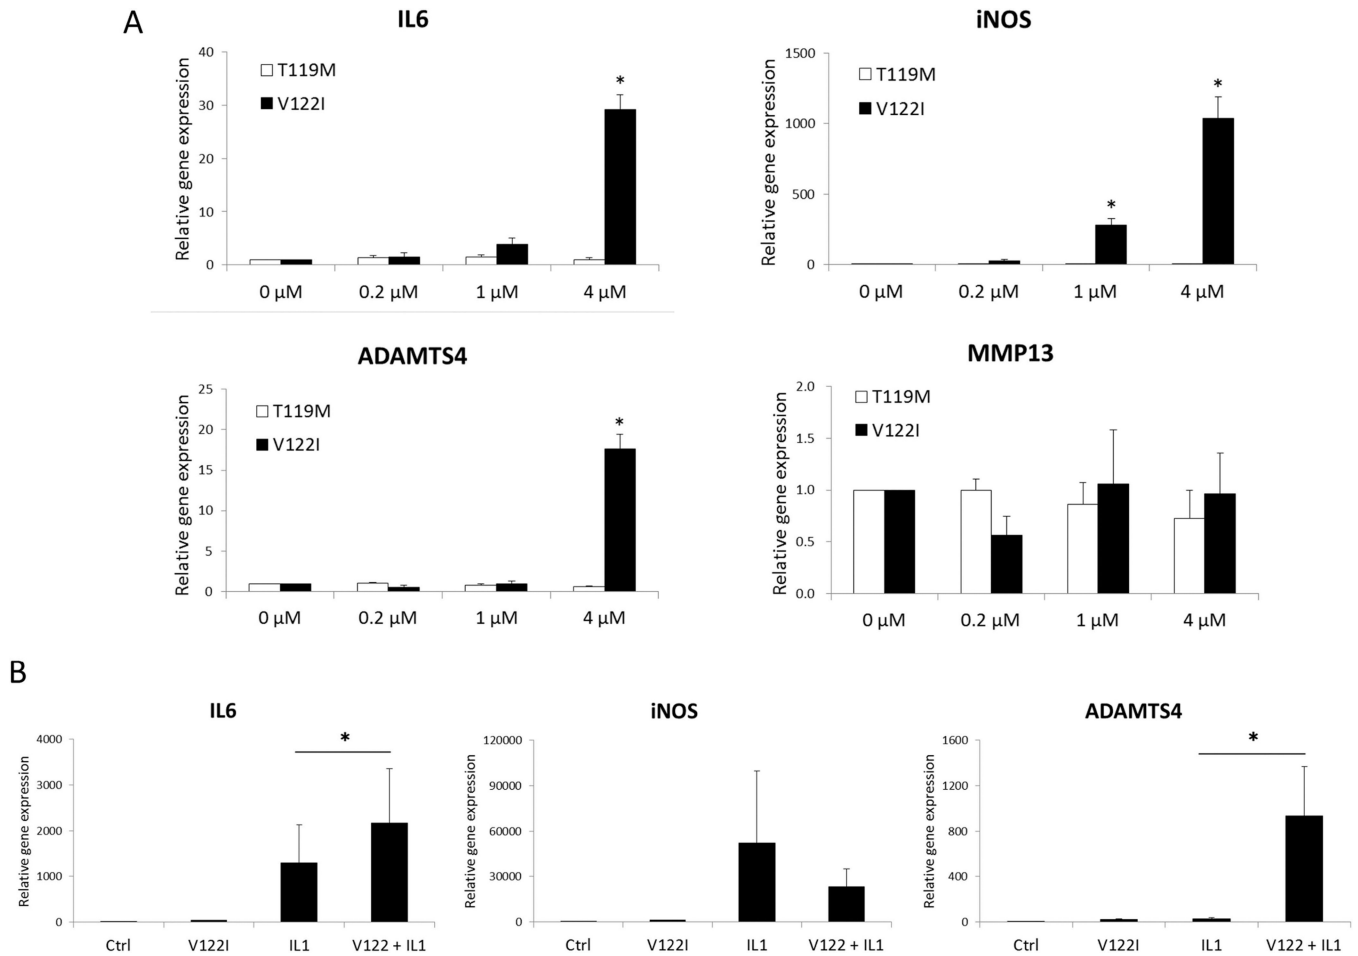 A
IL6
Relative gene expression
40
30
20
10
0
T119M
V122I
*
0 μM
0.2 μM
1 μM
4 μM
iNOS
Relative gene expression
1500
1000
500
0
T119M
V122I
*
*
0 μM
0.2 μM
1 μM
4 μM
ADAMTS4
Relative gene expression
25
20
15
10
5
0
T119M
V122I
*
0 μM
0.2 μM
1 μM
4 μM
MMP13
Relative gene expression
2.0
1.5
1.0
0.5
0.0
T119M
V122I
0 μM
0.2 μM
1 μM
4 μM
B
IL6
Relative gene expression
4000
3000
2000
1000
0
*
Ctrl
V122I
IL1
V122 + IL1
iNOS
Relative gene expression
120000
90000
60000
30000
0
Ctrl
V122I
IL1
V122 + IL1
ADAMTS4
Relative gene expression
1600
1200
800
400
0
*
Ctrl
V122I
IL1
V122 + IL1